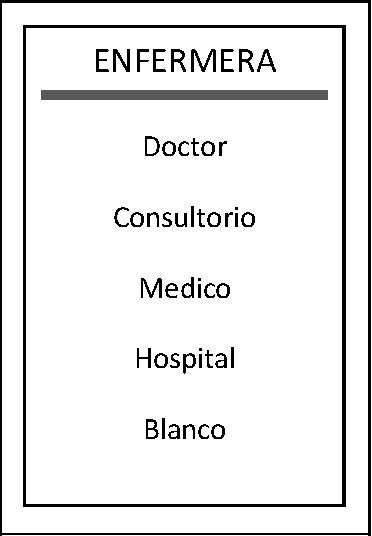 ENFERMERA
Doctor
Consultorio
Medico
Hospital
Blanco